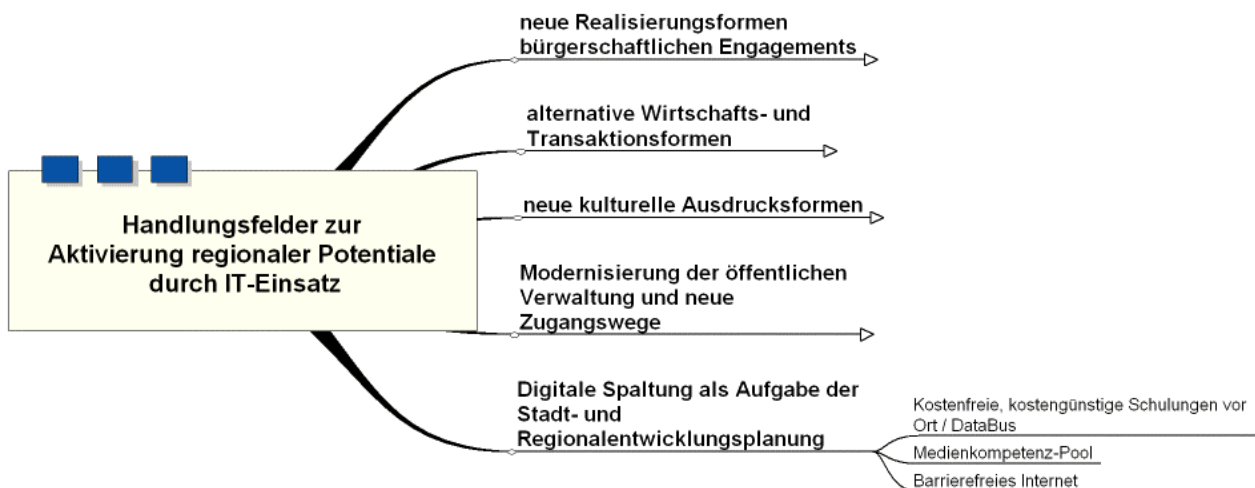 neue Realisierungsformen
bürgerschaftlichen Engagements
alternative Wirtschafts- und
Transaktionsformen
Handlungsfelder zur
Aktivierung regionaler Potentiale
durch IT-Einsatz
neue kulturelle Ausdrucksformen
Modernisierung der öffentlichen
Verwaltung und neue
Zugangswege
Digitale Spaltung als Aufgabe der
Stadt- und
Regionalentwicklungsplanung
Kostenfreie, kostengünstige Schulungen vor
Ort / DataBus
Medienkompetenz-Pool
Barrierefreies Internet